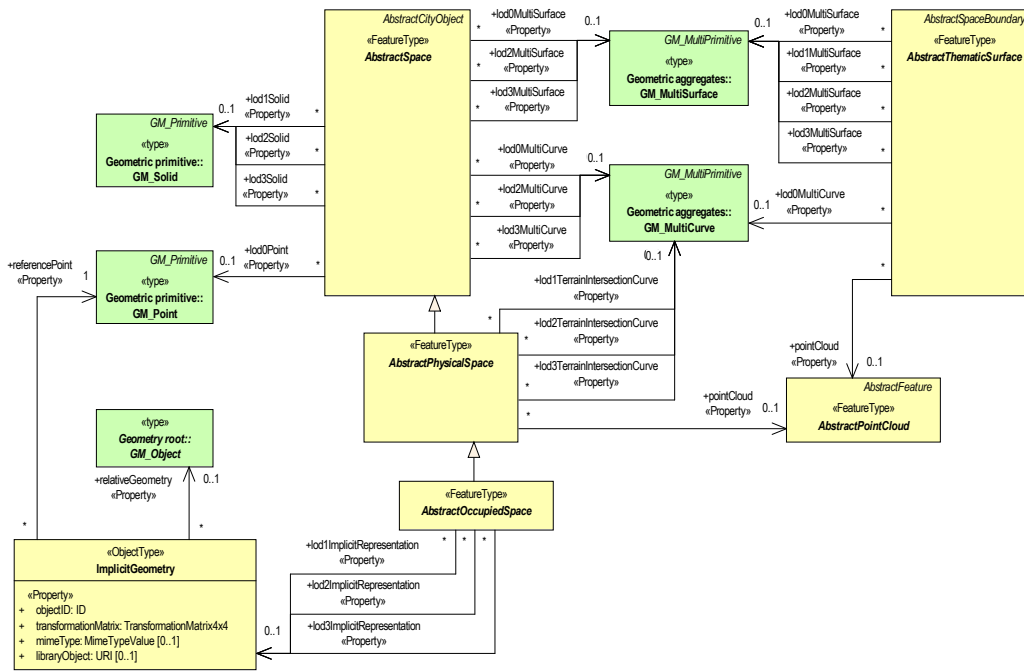 AbstractCityObject
«FeatureType»
AbstractSpace
+lod0MultiSurface
«Property»
*
0..1
+lod2MultiSurface
«Property»
*
+lod3MultiSurface
«Property»
*
GM_MultiPrimitive
«type»
Geometric aggregates::
GM_MultiSurface
+lod0MultiSurface
«Property»
0..1
*
+lod1MultiSurface
«Property»
*
+lod2MultiSurface
«Property»
*
+lod3MultiSurface
«Property»
*
AbstractSpaceBoundary
«FeatureType»
AbstractThematicSurface
GM_Primitive
«type»
Geometric primitive::
GM_Solid
0..1
+lod1Solid
«Property»
*
+lod2Solid
«Property»
*
+lod3Solid
«Property»
*
+lod0MultiCurve
«Property»
*
0..1
+lod2MultiCurve
«Property»
*
+lod3MultiCurve
«Property»
*
GM_MultiPrimitive
«type»
Geometric aggregates::
GM_MultiCurve
0..1
+lod0MultiCurve
«Property»
*
+referencePoint
«Property»
1
GM_Primitive
«type»
Geometric primitive::
GM_Point
0..1
+lod0Point
«Property»
*
0..1
+lod1TerrainIntersectionCurve
«Property»
*
+lod2TerrainIntersectionCurve
«Property»
*
+lod3TerrainIntersectionCurve
«Property»
*
«FeatureType»
AbstractPhysicalSpace
*
+pointCloud
«Property»
0..1
*
+pointCloud
«Property»
0..1
AbstractFeature
«FeatureType»
AbstractPointCloud
«type»
Geometry root::
GM_Object
+relativeGeometry
«Property»
0..1
*
*
«FeatureType»
AbstractOccupiedSpace
* * *
+lod1ImplicitRepresentation
«Property»
+lod2ImplicitRepresentation
«Property»
+lod3ImplicitRepresentation
«Property»
0..1
«ObjectType»
ImplicitGeometry
«Property»
+ objectID: ID
+ transformationMatrix: TransformationMatrix4x4
+ mimeType: MimeTypeValue [0..1]
+ libraryObject: URI [0..1]